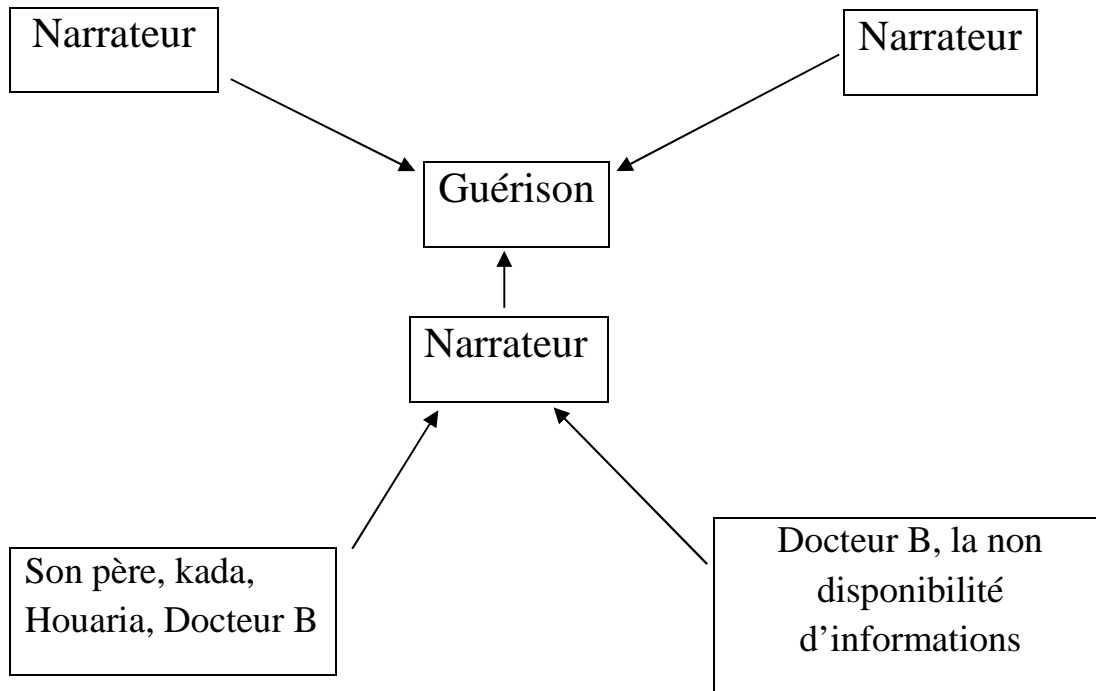 Narrateur
Narrateur
Guérison
Narrateur
Son père, kada,
Houaria, Docteur B
Docteur B, la non
disponibilité
d’informations